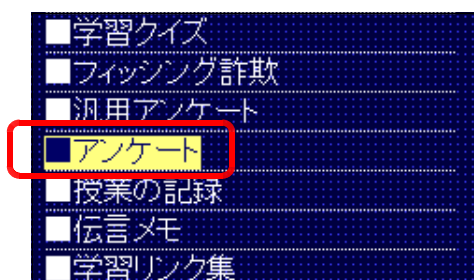 ■学習クイズ
■フィッシング詐欺
■汎用アンケート
■アンケート
■授業の記録
■伝言メモ
■学習リンク集